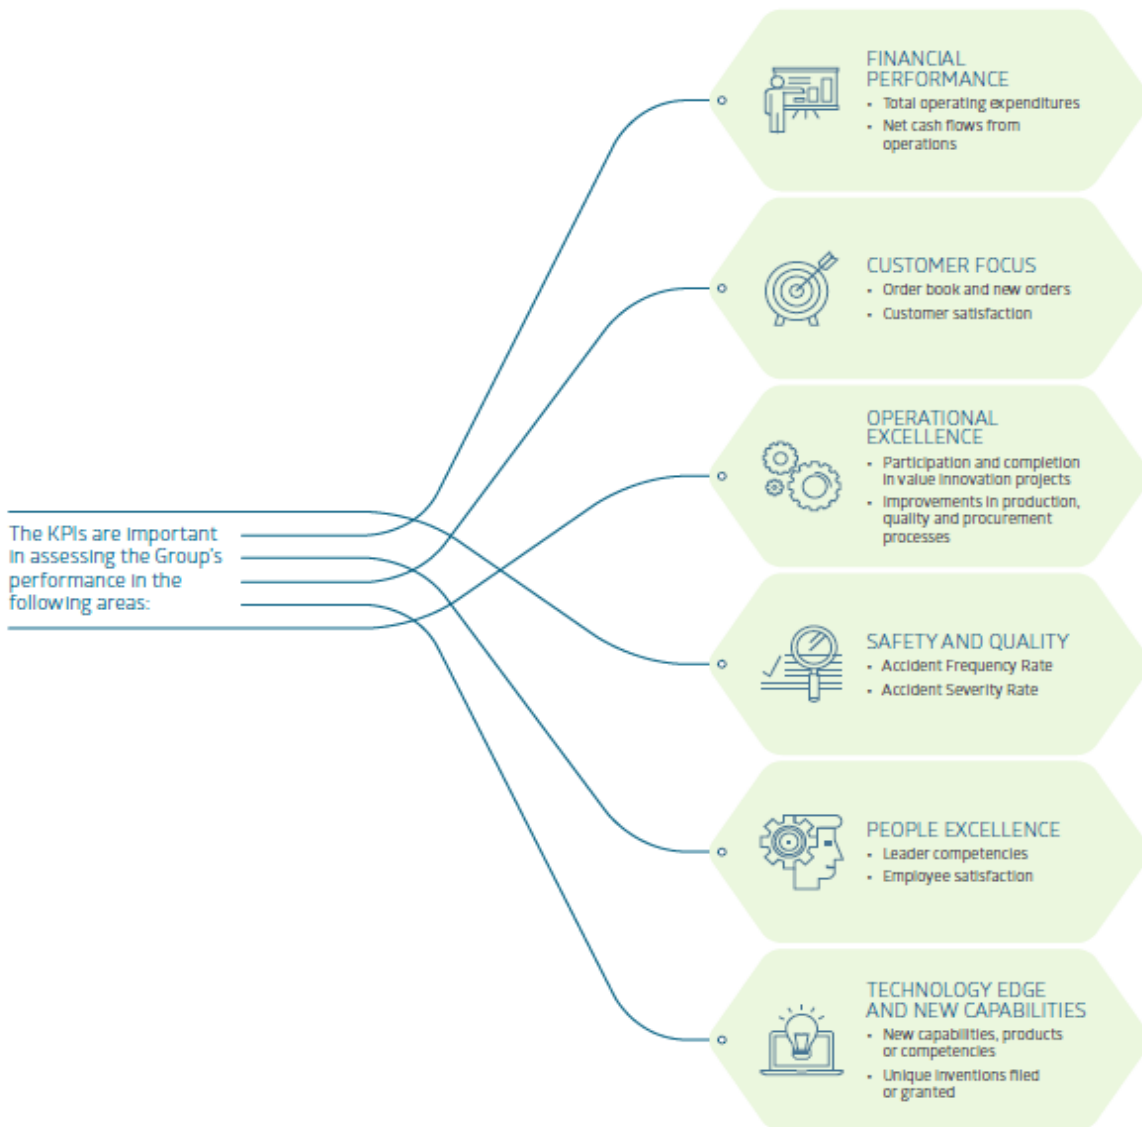 The KPIs are important
in assessing the Group's
performance in the
following areas:
FINANCIAL
PERFORMANCE
• Total operating expenditures
• Net cash flows from
operations
CUSTOMER FOCUS
• Order book and new orders
• Customer satisfaction
OPERATIONAL
EXCELLENCE
• Participation and completion
in value innovation projects
• Improvements in production,
quality and procurement
processes
SAFETY AND QUALITY
• Accident Frequency Rate
• Accident Severity Rate
PEOPLE EXCELLENCE
• Leader competencies
• Employee satisfaction
TECHNOLOGY EDGE
AND NEW CAPABILITIES
• New capabilities, products
or competencies
• Unique inventions filed
or granted